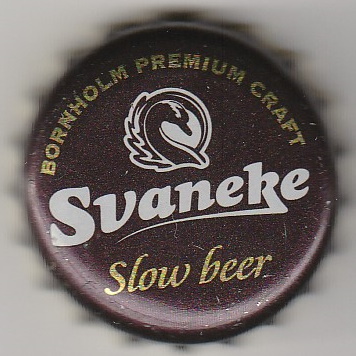 BORNHOLM PREMIUM CRAFT
Svaneke
Slow beer